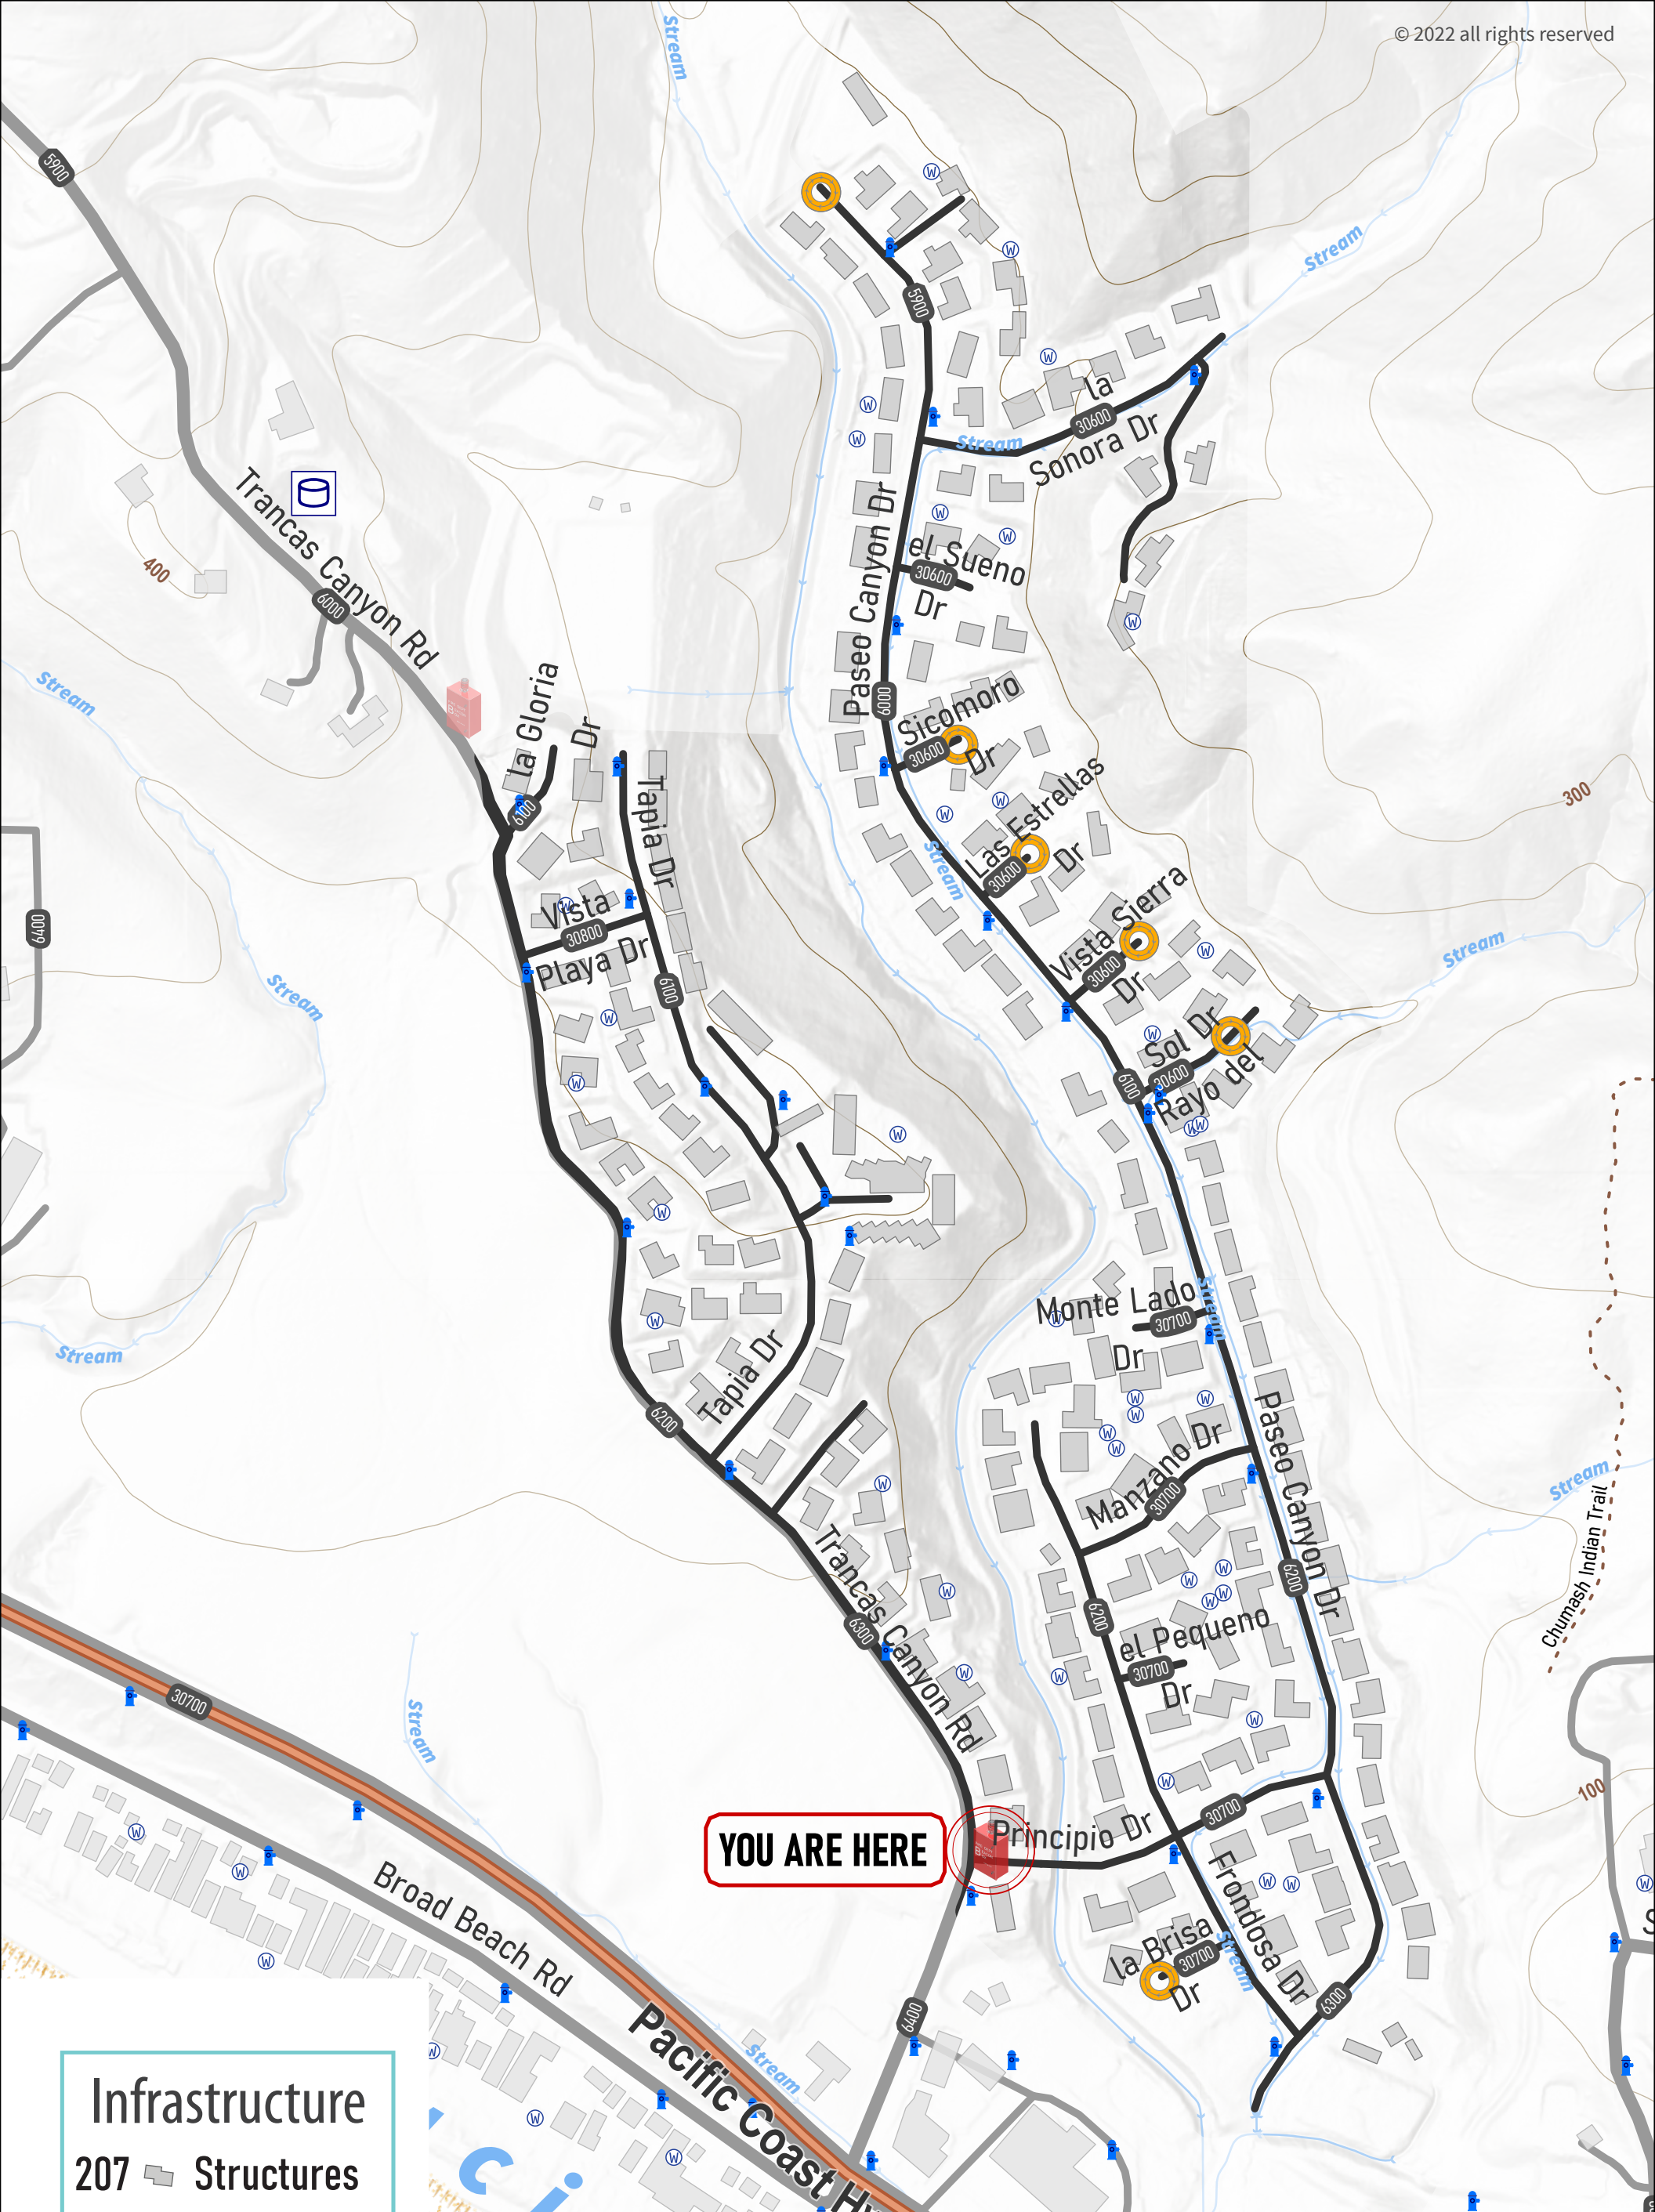 © 2022 all rights reserved
Stream
5900
Stream
5900
la
30600
Sonora Dr
Stream
Trancas Canyon Rd
Paseo Canyon Dr
el Sueno
30600
Dr
400
6000
Stream
la Gloria
Dr
6000
Sicomoro
30600
Dr
Tapia Dr
Las Estrellas
30600
Dr
300
6100
Stream
Vista
30800
Playa Dr
Vista Sierra
30600
Dr
6400
Stream
Stream
6100
Sol Dr
30600
Rayo del
6100
Monte Lado
30700
Dr
Stream
Stream
Tapia Dr
6200
Paseo Canyon Dr
Manzano Dr
30700
Stream
Chumash Indian Trail
Trancas Canyon Rd
6300
6200
6200
el Pequeno
30700
Dr
30700
Stream
100
YOU ARE HERE
Principio Dr
30700
Frondosa Dr
Stream
la Brisa
30700
Dr
6300
6400
Broad Beach Rd
Pacific Coast Hw
Stream
Infrastructure
207 Structures